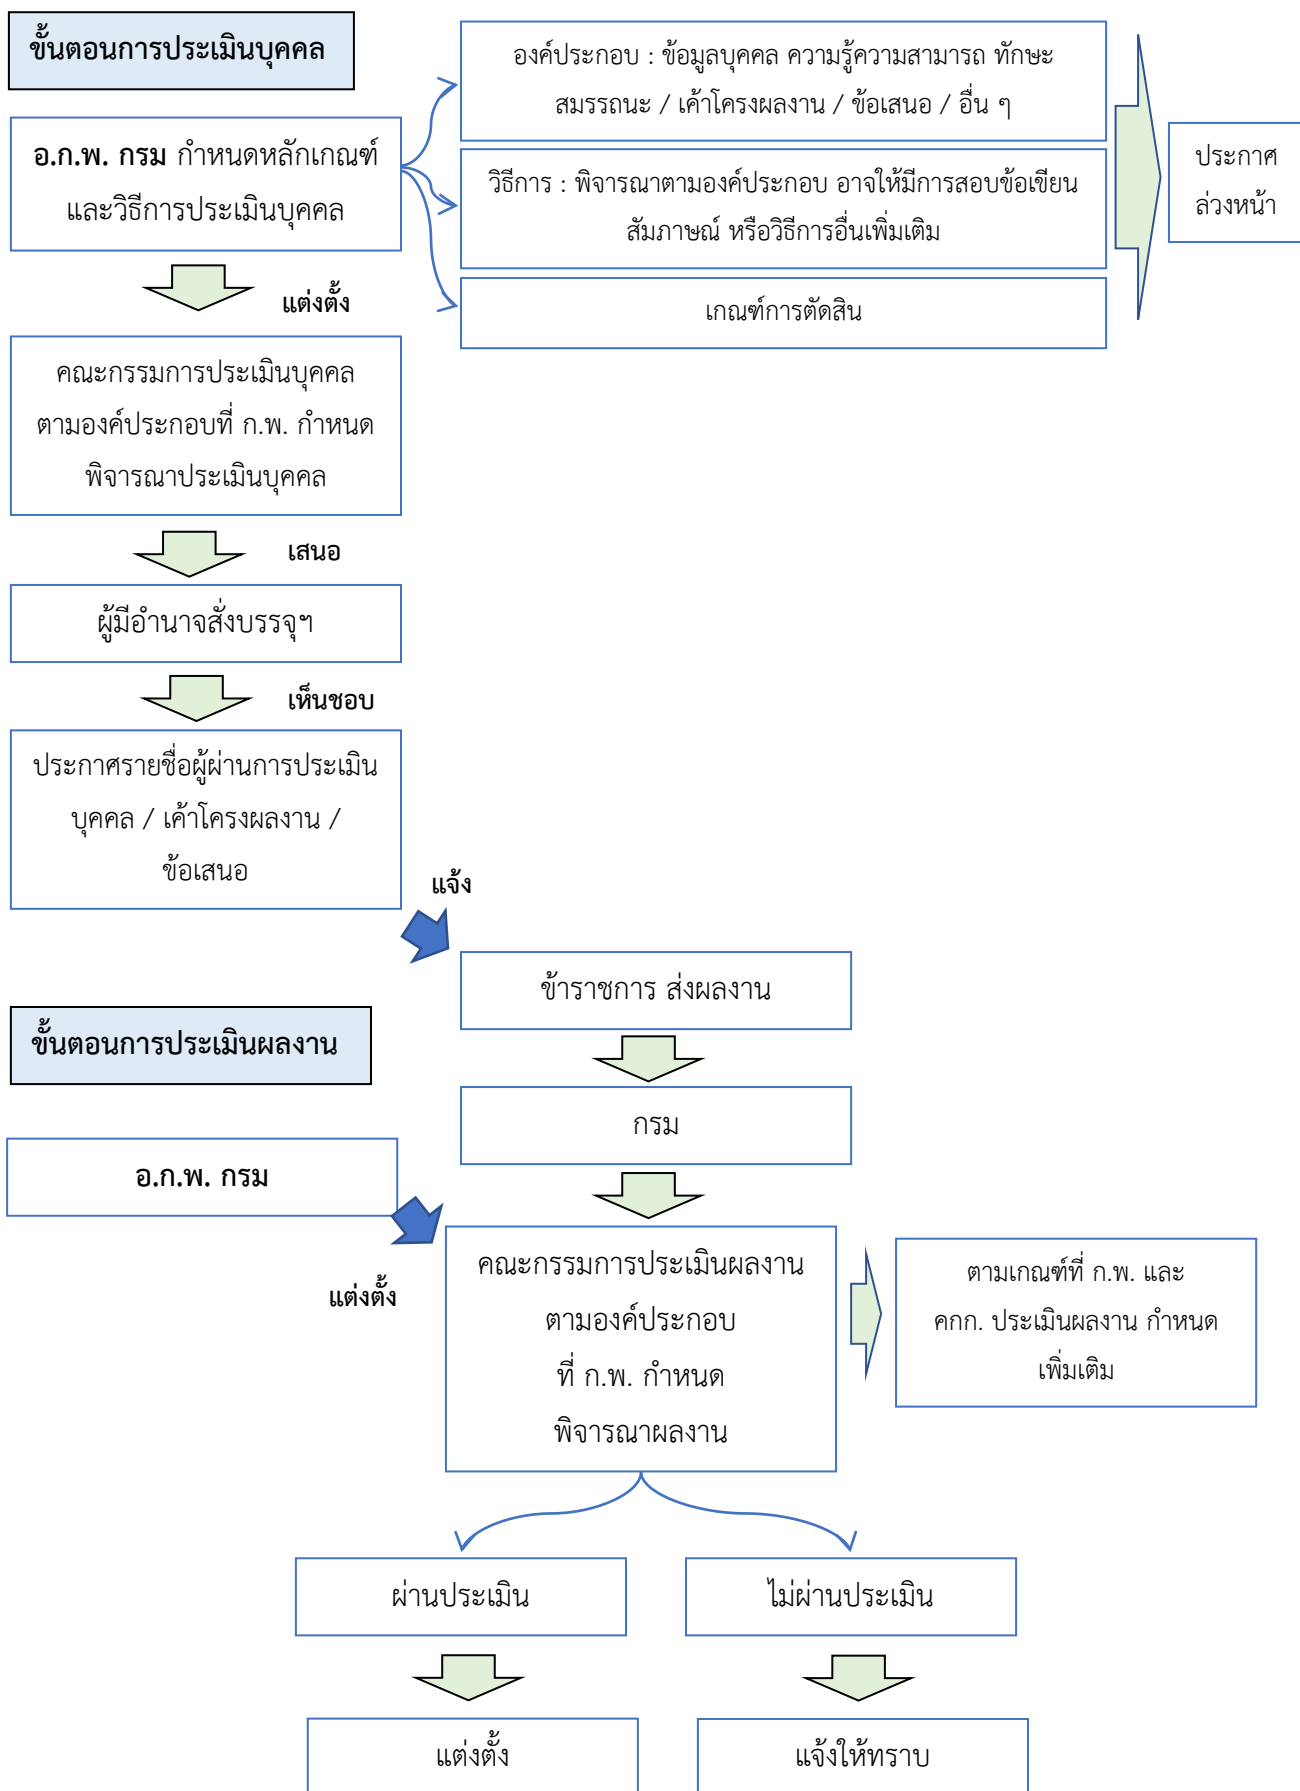 ขั้นตอนการประเมินบุคคล
อ.ก.พ. กรม กำหนดหลักเกณฑ์
และวิธีการประเมินบุคคล
องค์ประกอบ : ข้อมูลบุคคล ความรู้ความสามารถ ทักษะ
สมรรถนะ / เค้าโครงผลงาน / ข้อเสนอ / อื่น ๆ
วิธีการ : พิจารณาตามองค์ประกอบ อาจให้มีการสอบข้อเขียน
สัมภาษณ์ หรือวิธีการอื่นเพิ่มเติม
เกณฑ์การตัดสิน
ประกาศ
ล่วงหน้า
แต่งตั้ง
คณะกรรมการประเมินบุคคล
ตามองค์ประกอบที่ ก.พ. กำหนด
พิจารณาประเมินบุคคล
เสนอ
ผู้มีอำนาจสั่งบรรจุฯ
เห็นชอบ
ประกาศรายชื่อผู้ผ่านการประเมิน
บุคคล / เค้าโครงผลงาน /
ข้อเสนอ
แจ้ง
ข้าราชการ ส่งผลงาน
ขั้นตอนการประเมินผลงาน
กรม
อ.ก.พ. กรม
แต่งตั้ง
คณะกรรมการประเมินผลงาน
ตามองค์ประกอบ
ที่ ก.พ. กำหนด
พิจารณาผลงาน
ตามเกณฑ์ที่ ก.พ. และ
คกก. ประเมินผลงาน กำหนด
เพิ่มเติม
ผ่านประเมิน
ไม่ผ่านประเมิน
แต่งตั้ง
แจ้งให้ทราบ